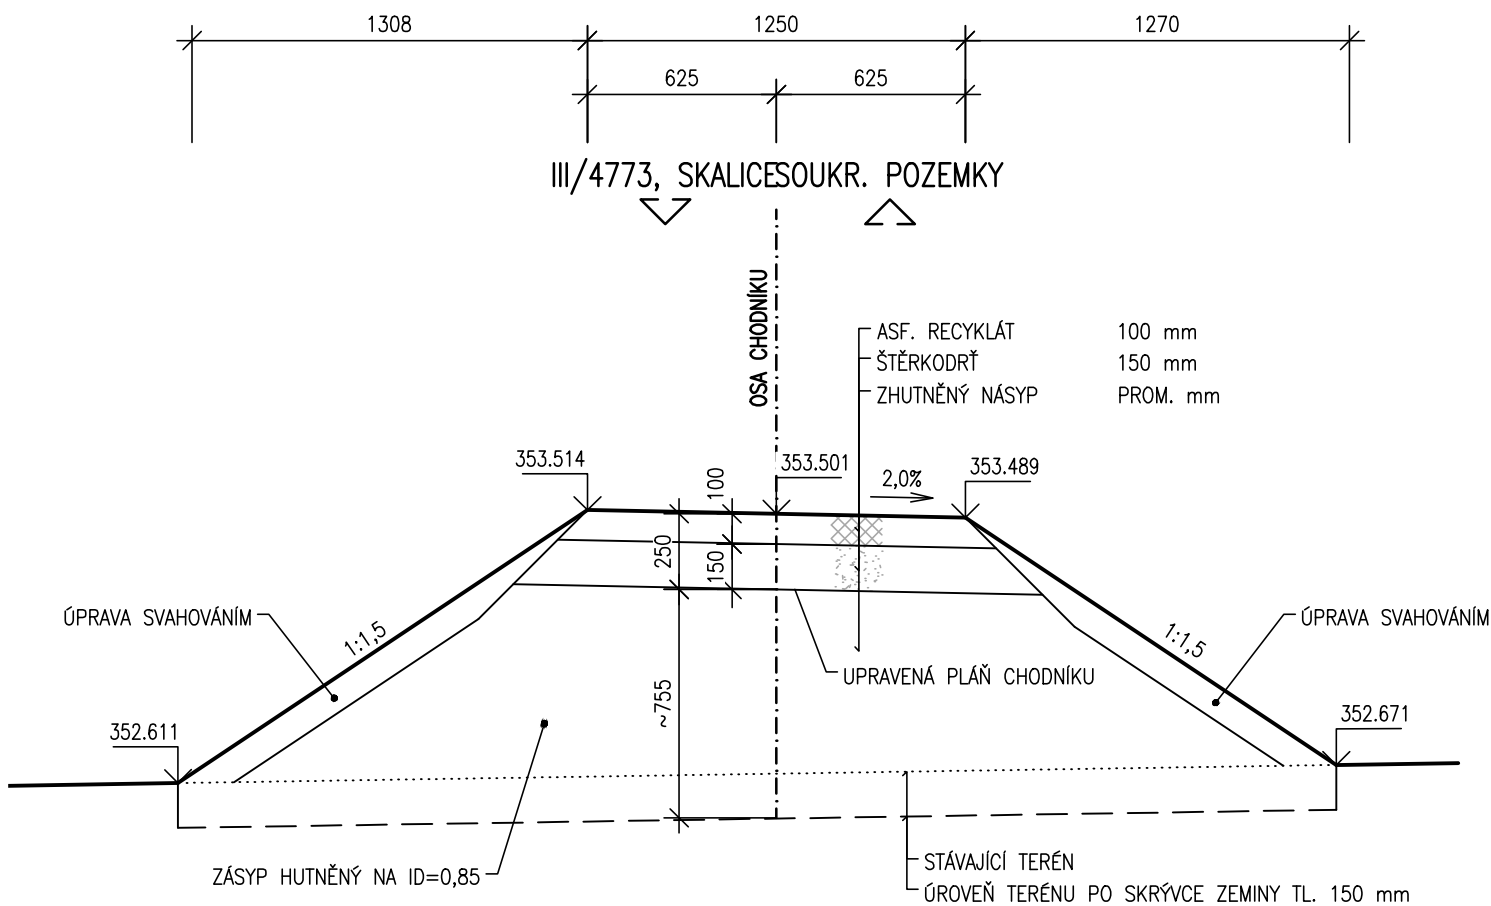 1308
1250
1270
625
625
III/4773, SKALICE
SOUKR. POZEMKY
OSA CHODNÍKU
ASF. RECYKLÁT 100 mm
ŠTĚRKODRŤ 150 mm
ZHUTNĚNÝ NÁSYP PROM. mm
353.514
353.501
353.489
2,0%
100
250
150
ÚPRAVA SVAHOVÁNÍM
1:1,5
1:1,5
ÚPRAVA SVAHOVÁNÍM
UPRAVENÁ PLÁŇ CHODNÍKU
~755
352.611
352.671
ZÁSYP HUTNĚNÝ NA ID=0,85
STÁVAJÍCÍ TERÉN
ÚROVEŇ TERÉNU PO SKRÝVCE ZEMINY TL. 150 mm